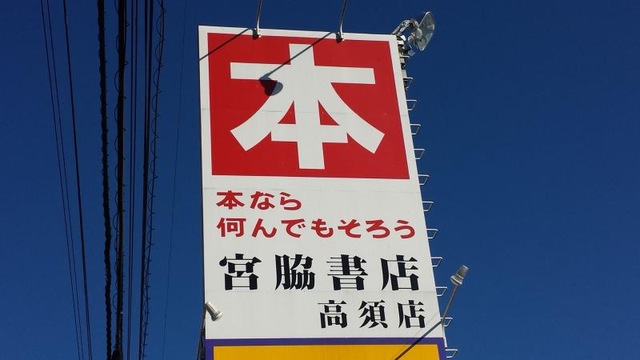 本
本なら
何んでもそろう
宮脇書店
高須店